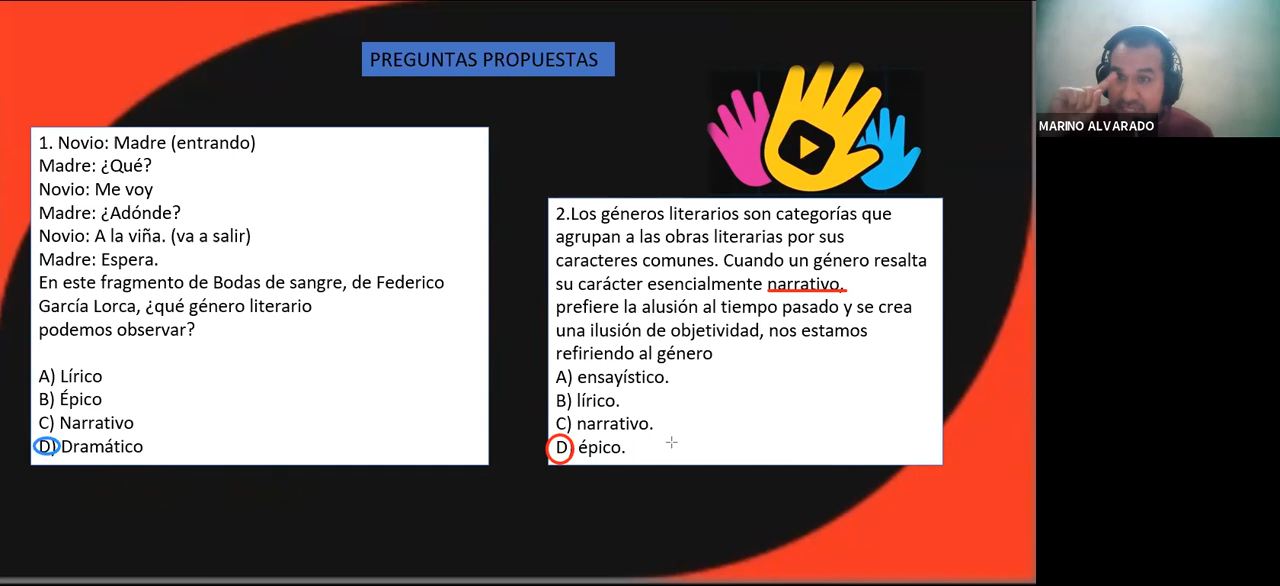 PREGUNTAS PROPUESTAS
MARINO ALVARADO
1. Novio: Madre (entrando)
Madre: ¿Qué?
Novio: Me voy
Madre: ¿Adónde?
Novio: A la viña. (va a salir)
Madre: Espera.
En este fragmento de Bodas de sangre, de Federico
García Lorca, ¿qué género literario
podemos observar?
A) Lírico
B) Épico
C) Narrativo
D) Dramático
2.Los géneros literarios son categorías que
agrupan a las obras literarias por sus
caracteres comunes. Cuando un género resalta
su carácter esencialmente narrativo,
prefiere la alusión al tiempo pasado y se crea
una ilusión de objetividad, nos estamos
refiriendo al género
A) ensayístico.
B) lírico.
C) narrativo.
D) épico.